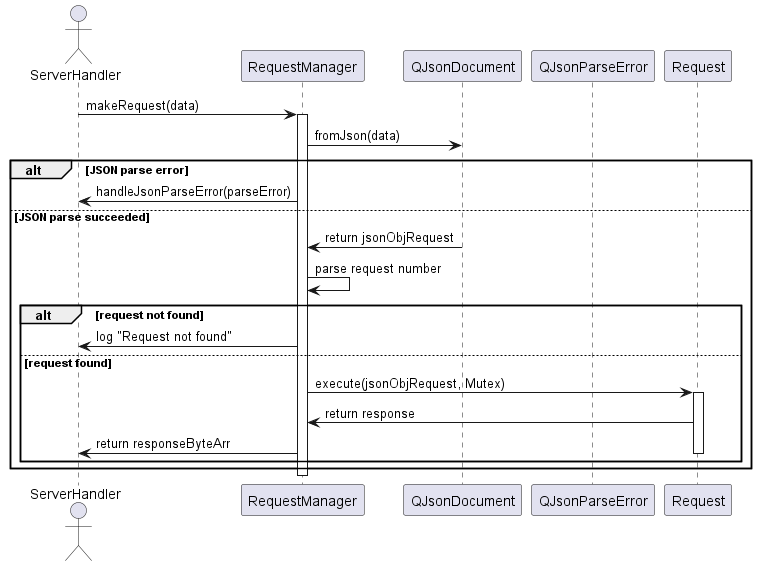 ServerHandler
RequestManager
QJsonDocument
QJsonParseError
Request
makeRequest(data)
fromJson(data)
alt
[JSON parse error]
handleJsonParseError(parseError)
[JSON parse succeeded]
return jsonObjRequest
parse request number
alt
[request not found]
log "Request not found"
[request found]
execute(jsonObjRequest, Mutex)
return response
return responseByteArr
ServerHandler
RequestManager
QJsonDocument
QJsonParseError
Request